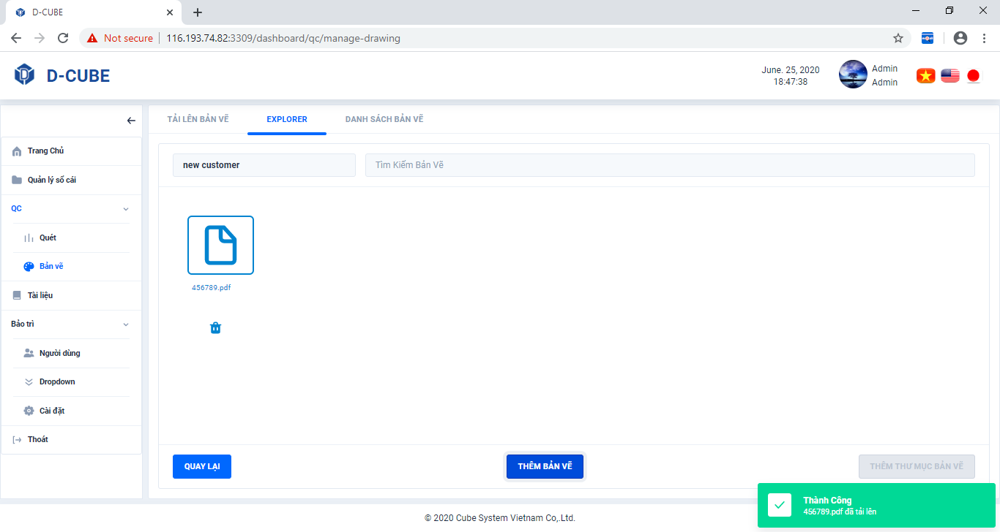 D-CUBE
Not secure
116.193.74.82:3309/dashboard/qc/manage-drawing
D-CUBE
June. 25, 2020
18:47:38
Admin
Admin
TẢI LÊN BẢN VẼ
EXPLORER
DANH SÁCH BẢN VẼ
Trang Chủ
Quản lý sổ cái
QC
Quét
Bản vẽ
Tài liệu
Bảo trì
Người dùng
Dropdown
Cài đặt
Thoát
new customer
Tìm Kiếm Bản Vẽ
456789.pdf
QUAY LẠI
THÊM BẢN VẼ
THÊM THƯ MỤC BẢN VẼ
Thành Công
456789.pdf đã tải lên
© 2020 Cube System Vietnam Co,.Ltd.